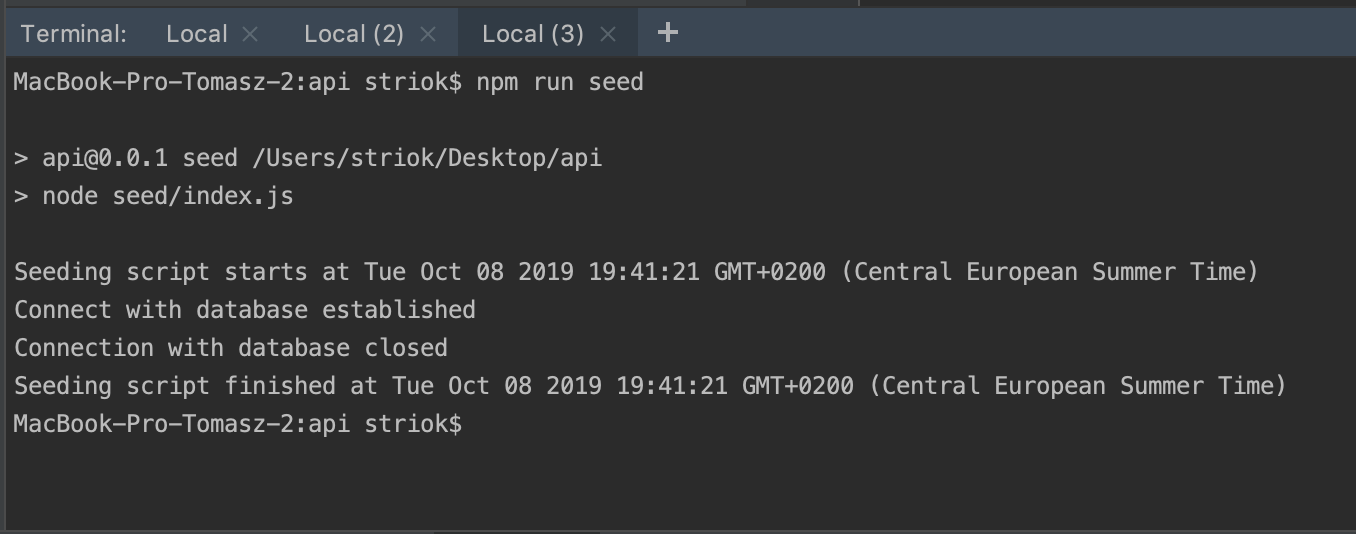 Terminal: Local × Local (2) × Local (3) × +
MacBook-Pro-Tomasz-2:api striok$ npm run seed
> api@0.0.1 seed /Users/striok/Desktop/api
> node seed/index.js
Seeding script starts at Tue Oct 08 2019 19:41:21 GMT+0200 (Central European Summer Time)
Connect with database established
Connection with database closed
Seeding script finished at Tue Oct 08 2019 19:41:21 GMT+0200 (Central European Summer Time)
MacBook-Pro-Tomasz-2:api striok$